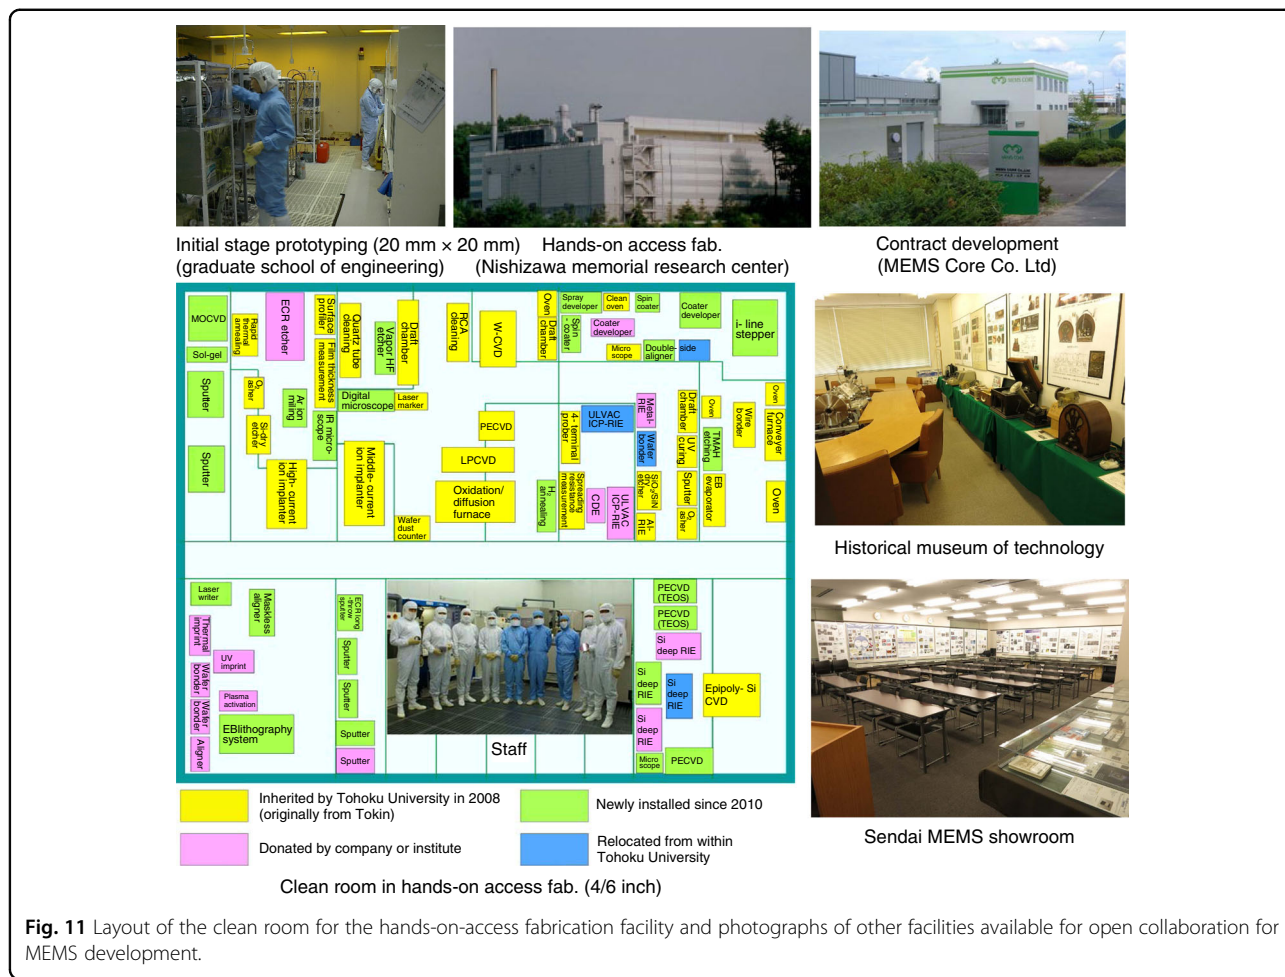 MEMS CORE
MEMS CORE
Initial stage prototyping (20 mm × 20 mm)
(graduate school of engineering)
Hands-on access fab.
(Nishizawa memorial research center)
Contract development
(MEMS Core Co. Ltd)
MOCVD
Rapid
thermal
annealing
ECR etcher
Surface
profiler
Quartz tube
cleaning
Vapor HF
etcher
Draft
chamber
RCA
cleaning
W-CVD
Oven
Draft
chamber
Spray
developer
Clean
oven
Spin
coater
Coater
developer
i- line
stepper
Spin
- coater
Coater
developer
Micro
scope
Double-
aligner
side
Sol-gel
Film thickness
measurement
Sputter
O2
asher
Ar ion
miling
Digital
microscope
Laser
marker
Si-dry
etcher
IR micro-
scope
PECVD
4-terminal
prober
ULVAC
ICP-RIE
Metal-
RIE
Draft
chamber
Oven
Wire
bonder
Oven
Conveyer
furnace
Wafer
bonder
UV
curing
TMAH
etching
Sputter
High-current
ion implanter
Middle-current
ion implanter
LPCVD
Oxidation/
diffusion
furnace
H2
annealing
Spreading
resistance
measurement
CDE
ULVAC
ICP-RIE
SiO2/SiN
dry
etcher
Sputter
EB
evaporator
Oven
Al-
RIE
O2
asher
Wafer
dust
counter
Historical museum of technology
Laser
writer
Maskless
aligner
ECR long
-throw
sputer
PECVD
(TEOS)
PECVD
(TEOS)
Thermal
imprint
UV
imprint
Sputter
Si
deep RIE
Wafer
bonder
Plasma
activation
Sputter
Si
deep
RIE
Si
deep
RIE
Epipoly- Si
CVD
Wafer
bonder
EBlithography
system
Sputter
Si
deep
RIE
Aligner
Sputter
Staff
Micro
scope
PECVD
Inherited by Tohoku University in 2008
(originally from Tokin)
Newly installed since 2010
Donated by company or institute
Relocated from within
Tohoku University
Clean room in hands-on access fab. (4/6 inch)
Sendai MEMS showroom
Fig. 11 Layout of the clean room for the hands-on-access fabrication facility and photographs of other facilities available for open collaboration for
MEMS development.